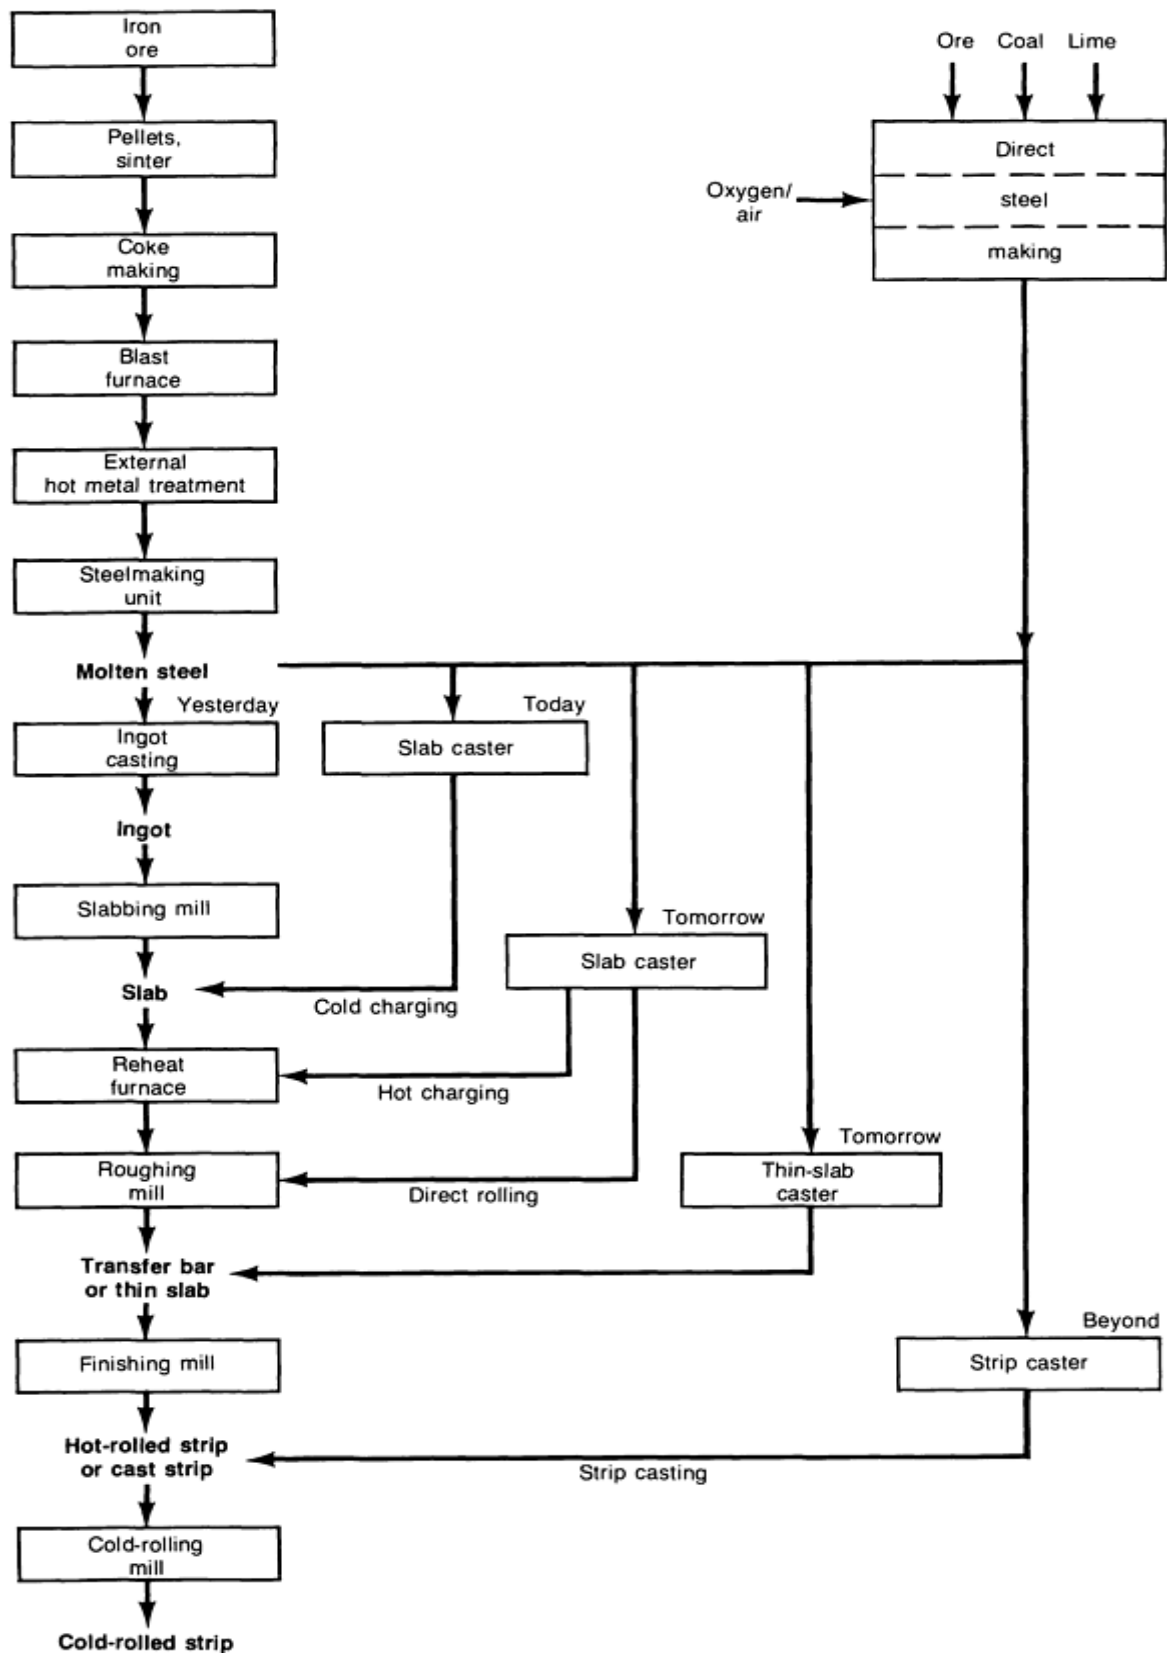 Iron
ore
Pellets,
sinter
Coke
making
Blast
furnace
External
hot metal treatment
Steelmaking
unit
Molten steel
Yesterday
Ingot
casting
Ingot
Slabbing mill
Slab
Reheat
furnace
Roughing
mill
Transfer bar
or thin slab
Finishing mill
Hot-rolled strip
or cast strip
Cold-rolling
mill
Cold-rolled strip
Today
Slab caster
Cold charging
Tomorrow
Slab caster
Hot charging
Direct rolling
Tomorrow
Thin-slab
caster
Ore Coal Lime
Oxygen/
air
Direct
steel
making
Beyond
Strip caster
Strip casting